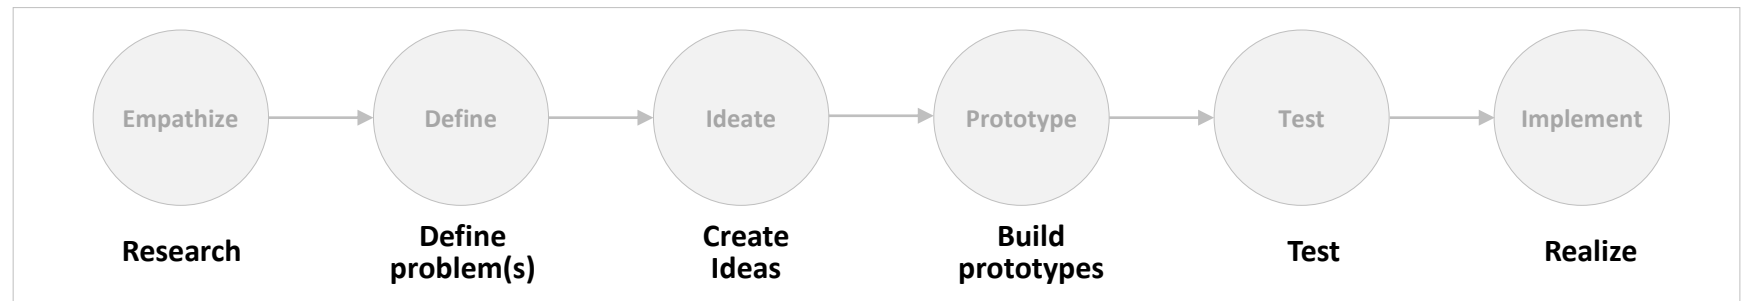 Empathize
Define
Ideate
Prototype
Test
Implement
Research
Define
problem(s)
Create
Ideas
Build
prototypes
Test
Realize